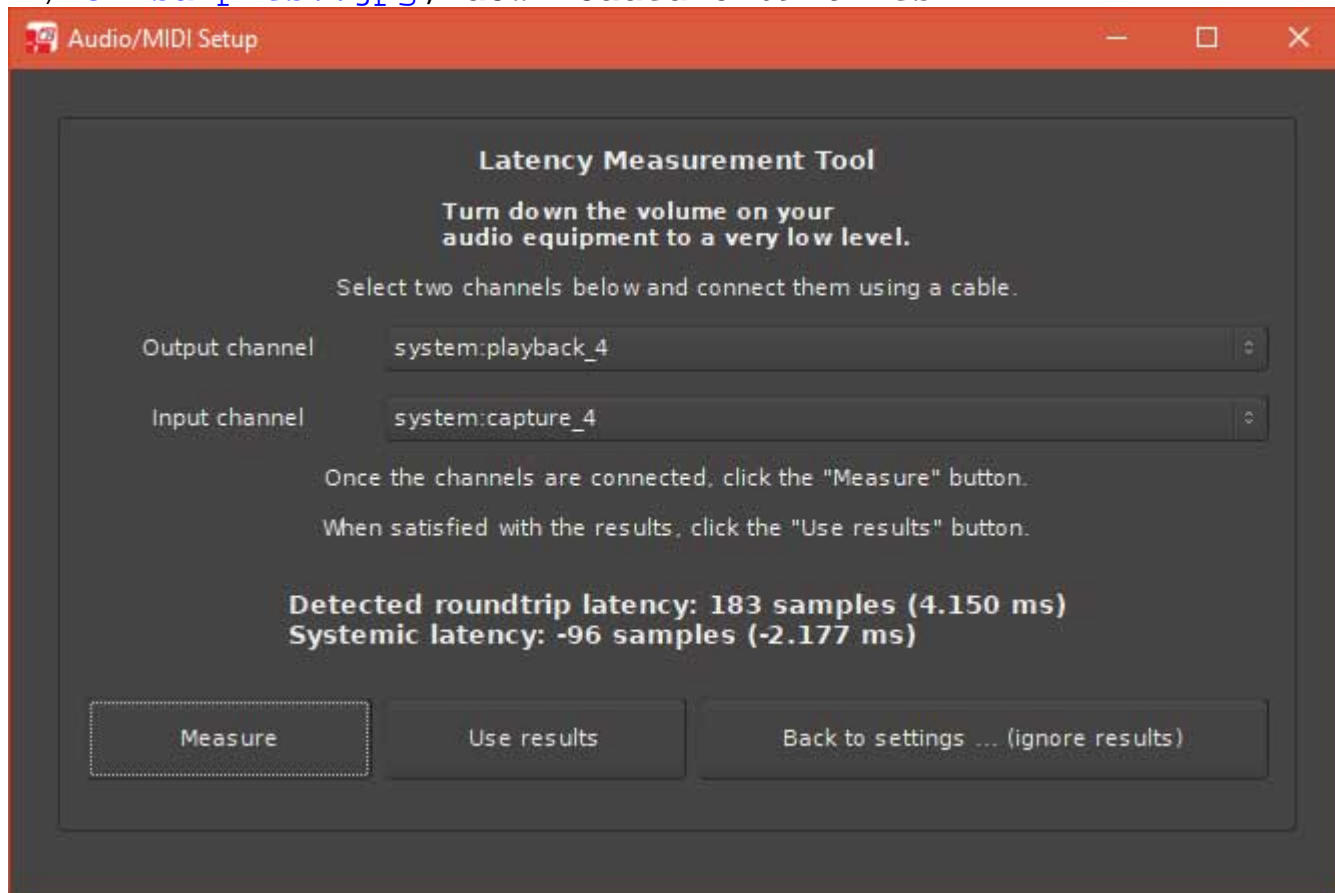 Audio/MIDI Setup
Latency Measurement Tool
Turn down the volume on your
audio equipment to a very low level.
Select two channels below and connect them using a cable.
Output channel system:playback_4
Input channel system:capture_4
Once the channels are connected, click the "Measure" button.
When satisfied with the results, click the "Use results" button.
Detected roundtrip latency: 183 samples (4.150 ms)
Systemic latency: -96 samples (-2.177 ms)
Measure Use results Back to settings ... (ignore results)